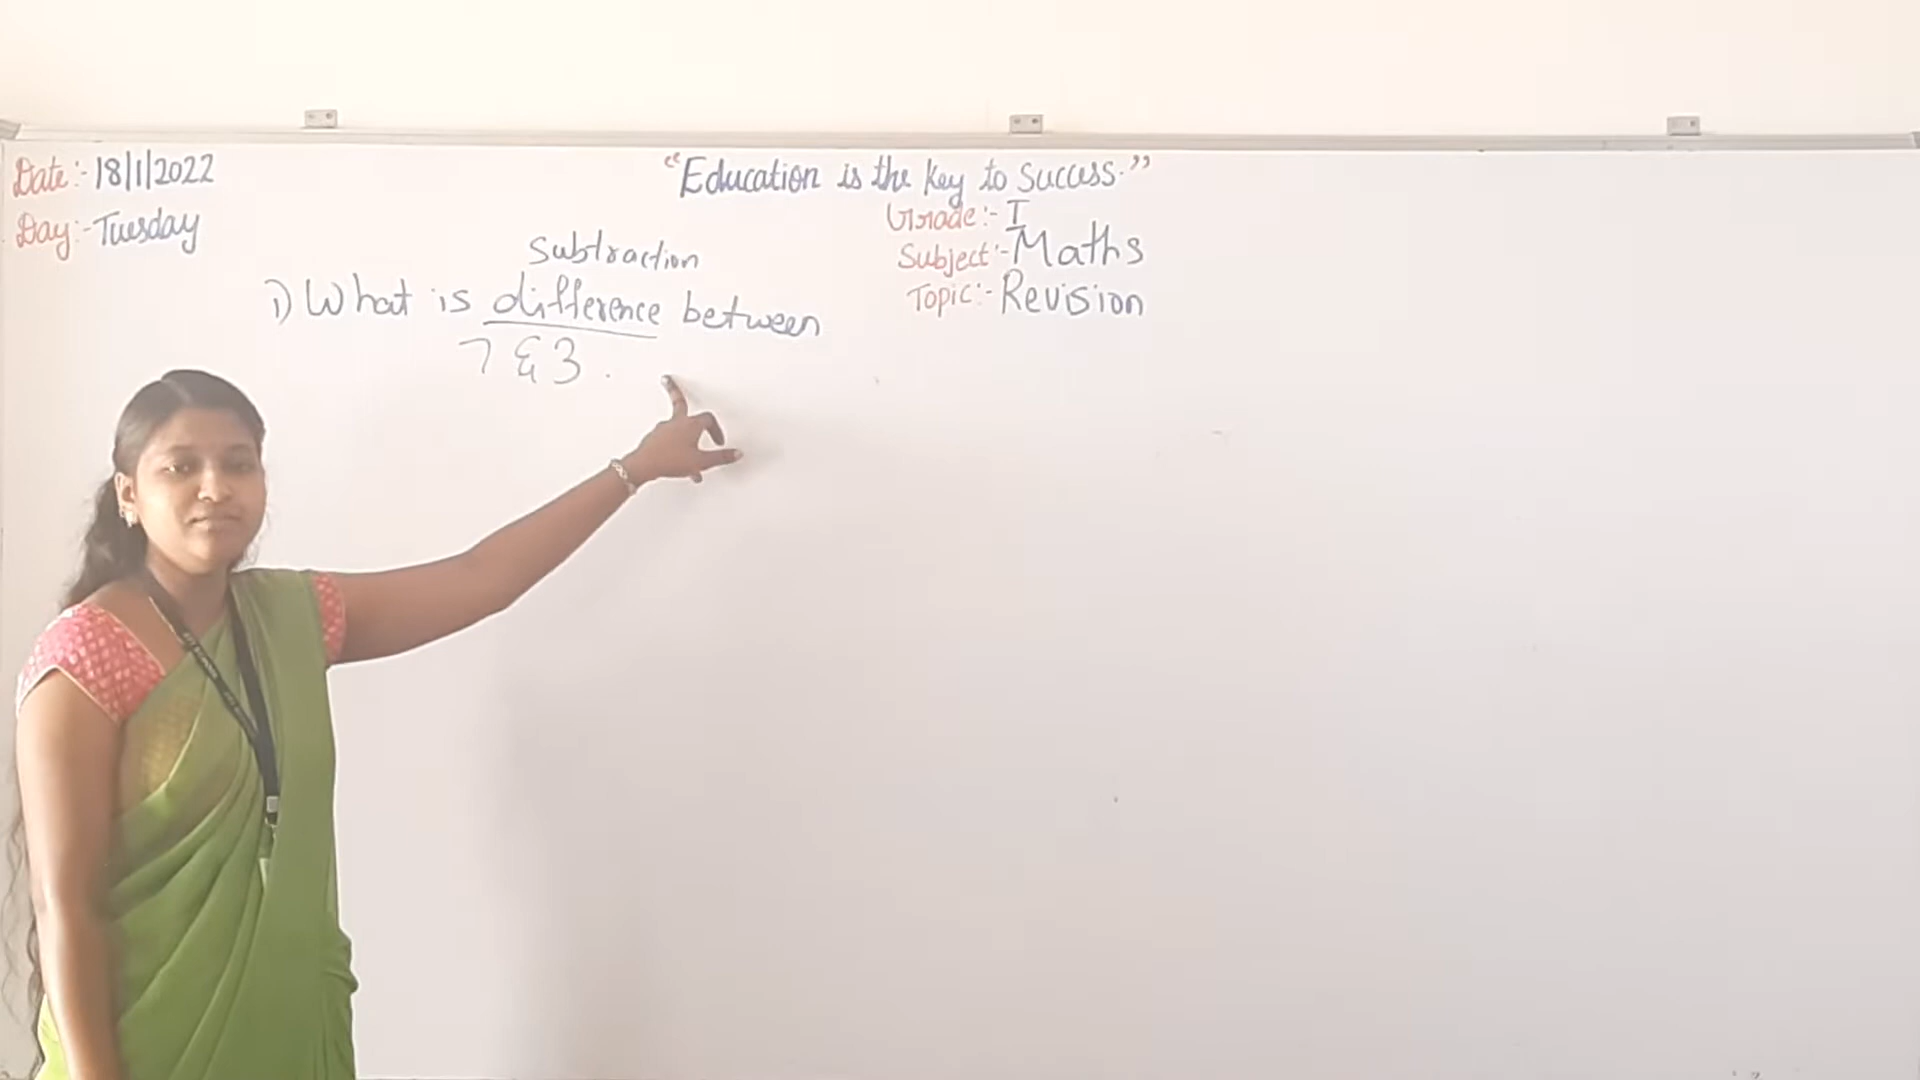 Date:- 18/1/2022
Day:- Tuesday
"Education is the key to success."
Grade:- I
Subject:- Maths
Topic:- Revision
Subtraction
1) What is difference between
7 & 3.